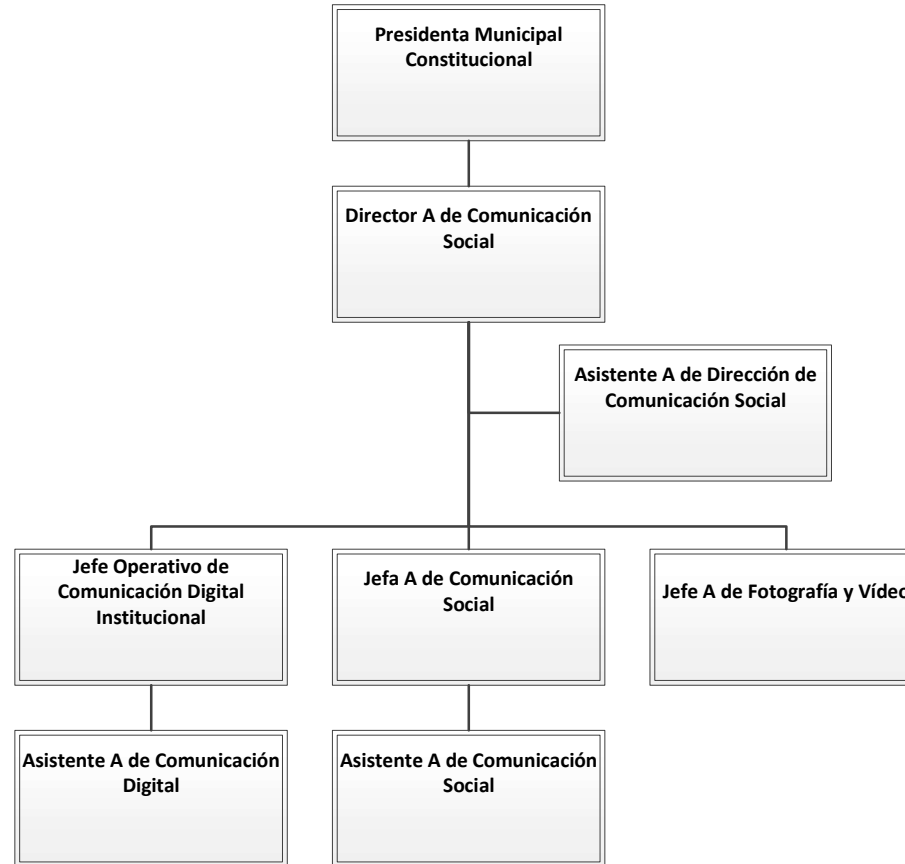 Presidenta Municipal
Constitucional
Director A de Comunicación
Social
Asistente A de Dirección de
Comunicación Social
Jefe Operativo de
Comunicación Digital
Institucional
Jefa A de Comunicación
Social
Jefe A de Fotografía y Vídeo
Asistente A de Comunicación
Digital
Asistente A de Comunicación
Social